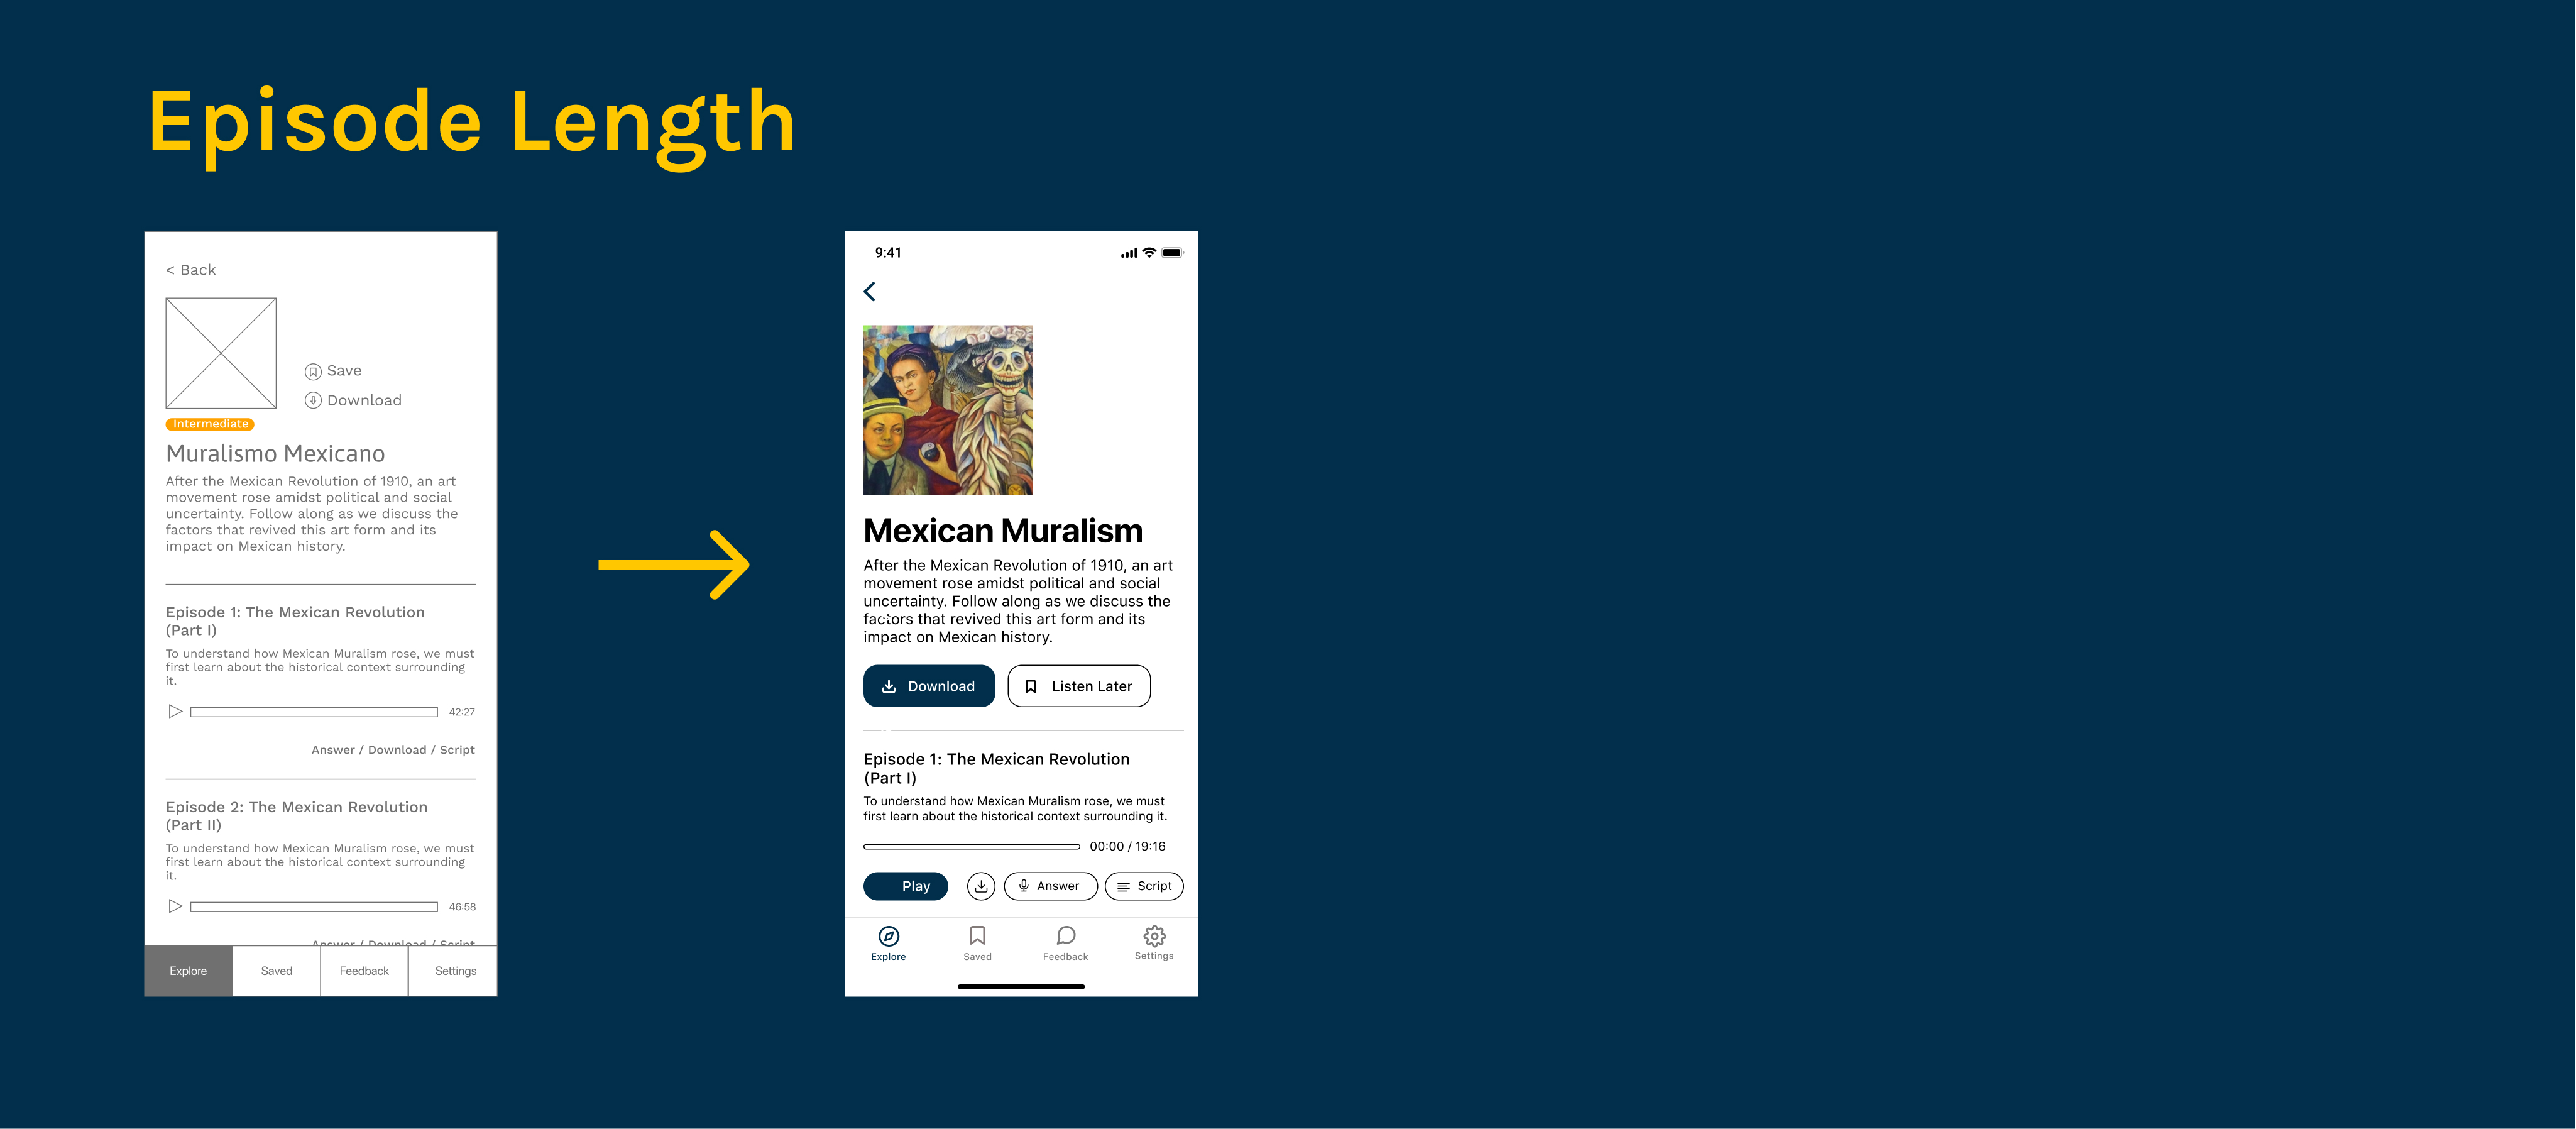 Episode Length
< Back
Save
Download
Intermediate
Muralismo Mexicano
After the Mexican Revolution of 1910, an art
movement rose amidst political and social
uncertainty. Follow along as we discuss the
factors that revived this art form and its
impact on Mexican history.
Episode 1: The Mexican Revolution
(Part I)
To understand how Mexican Muralism rose, we must
first learn about the historical context surrounding
it.
42:27
Answer / Download / Script
Episode 2: The Mexican Revolution
(Part II)
To understand how Mexican Muralism rose, we must
first learn about the historical context surrounding
it.
46:58
Answer / Download / Script
Explore Saved Feedback Settings
9:41
Mexican Muralism
After the Mexican Revolution of 1910, an art
movement rose amidst political and social
uncertainty. Follow along as we discuss the
factors that revived this art form and its
impact on Mexican history.
Download Listen Later
Episode 1: The Mexican Revolution
(Part I)
To understand how Mexican Muralism rose, we must
first learn about the historical context surrounding it.
00:00 / 19:16
Play Answer Script
Explore Saved Feedback Settings